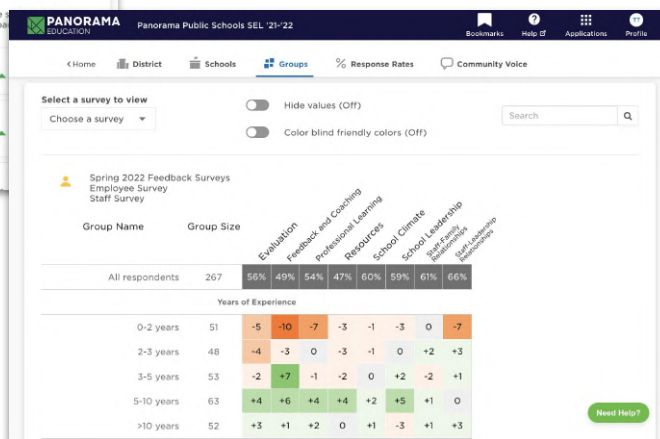 PANORAMA EDUCATION
Panorama Public Schools SEL '21-'22
Bookmarks
Help
Applications
TT
Profile
< Home
District
Schools
Groups
% Response Rates
Community Voice
Select a survey to view
Choose a survey
Hide values (Off)
Color blind friendly colors (Off)
Search
Spring 2022 Feedback Surveys
Employee Survey
Staff Survey
Group Name Group Size
Evaluation
Feedback and Coaching
Professional Learning
Resources
School Climate
School Leadership
Staff-Family Relationships
Staff-Leadership Relationships
All respondents 267 56% 49% 54% 47% 60% 59% 61% 66%
Years of Experience
0-2 years 51 -5 -10 -7 -3 -1 -3 0 -7
2-3 years 48 -4 -3 0 -3 -1 0 +2 +3
3-5 years 53 -2 +7 -1 -2 0 +2 -2 +1
5-10 years 63 +4 +6 +4 +4 +2 +5 +1 0
>10 years 52 +3 +1 +2 0 +1 -3 +1 +3
Need Help?